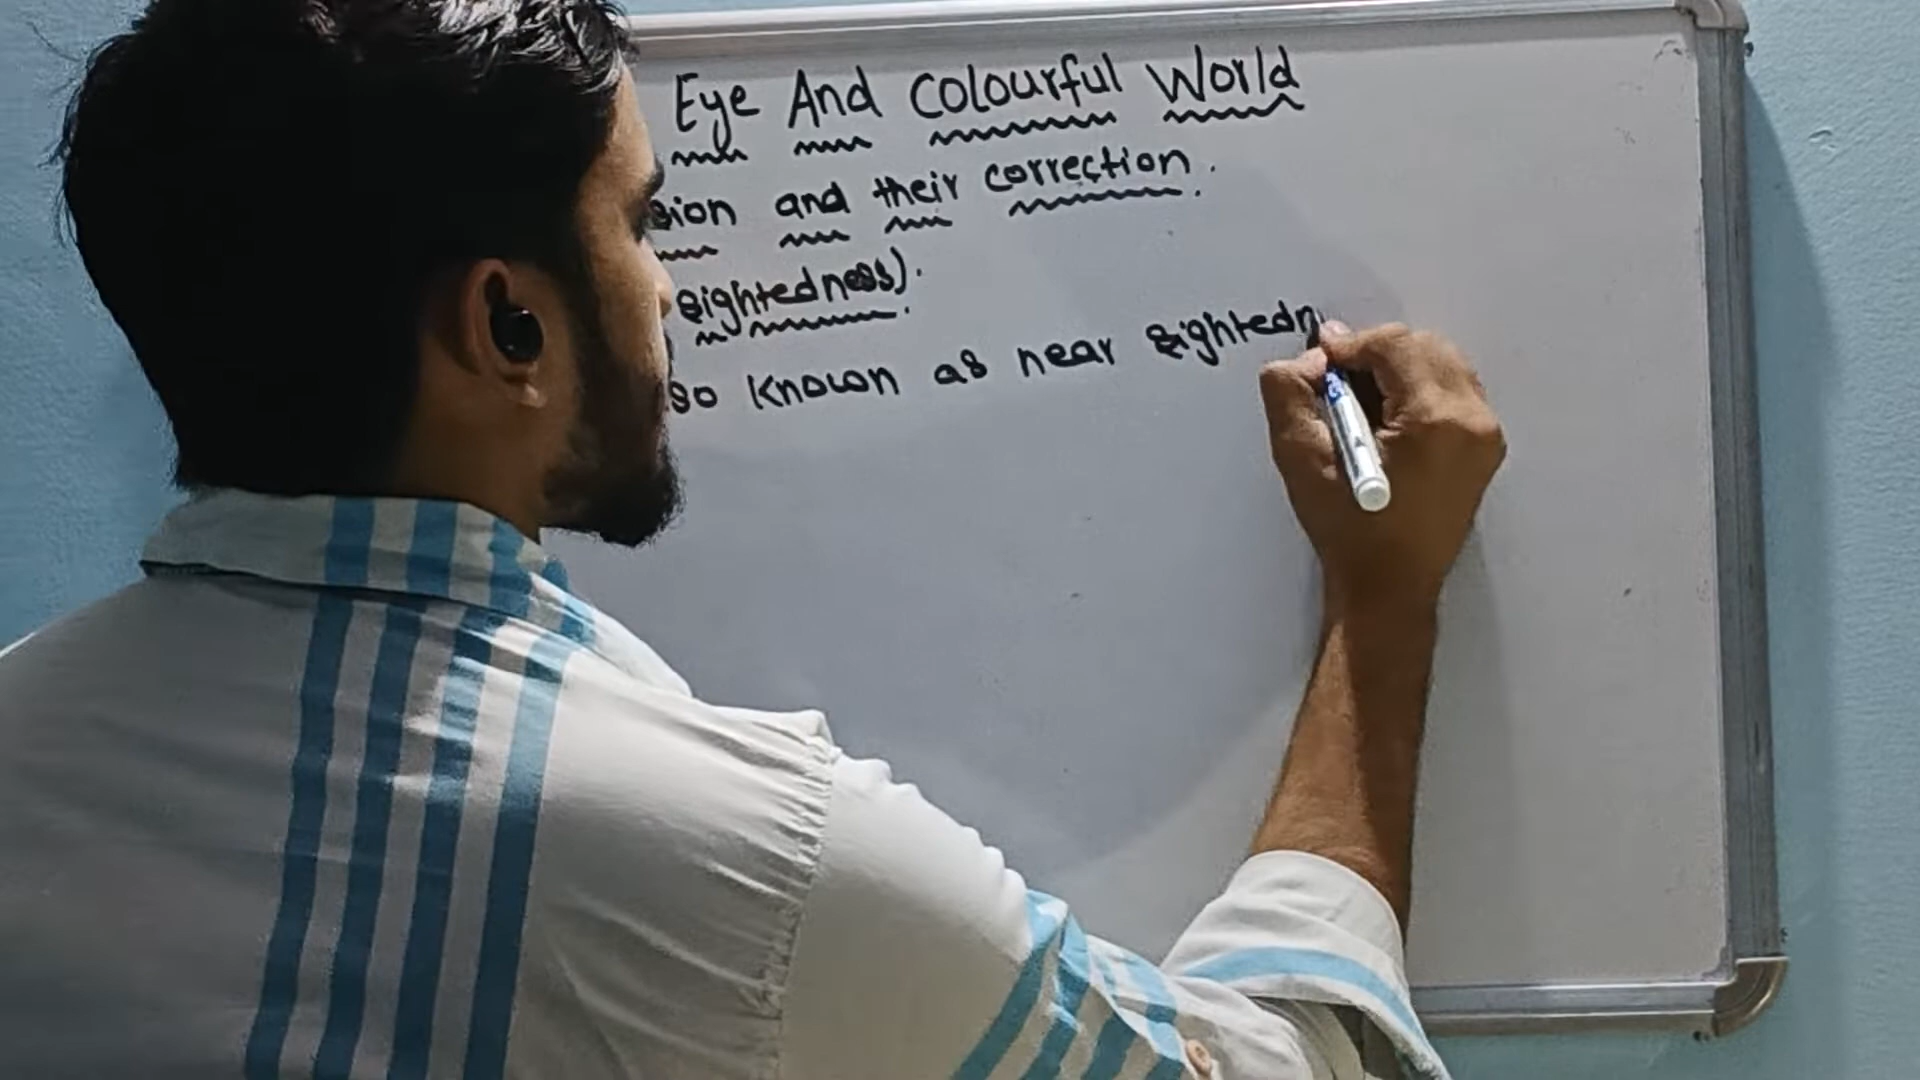 Eye And Colourful World
sion and their correction.
sightedness).
so known as near sightedn